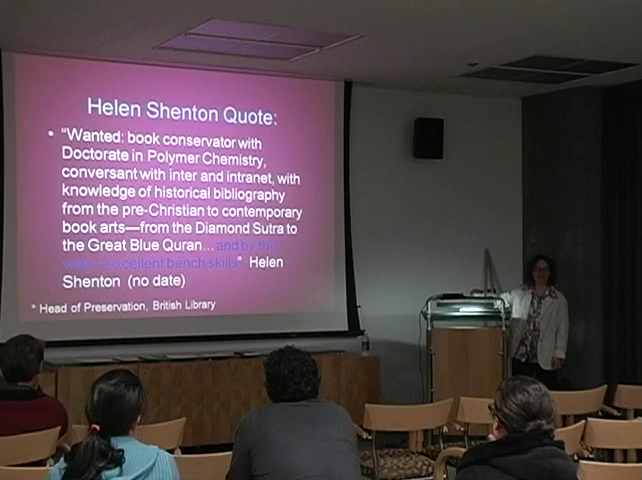 Helen Shenton Quote:
• “Wanted: book conservator with
Doctorate in Polymer Chemistry,
conversant with inter and intranet, with
knowledge of historical bibliography
from the pre-Christian to contemporary
book arts—from the Diamond Sutra to
the Great Blue Quran… and by the
way – excellent bench skills” Helen
Shenton (no date)
* Head of Preservation, British Library